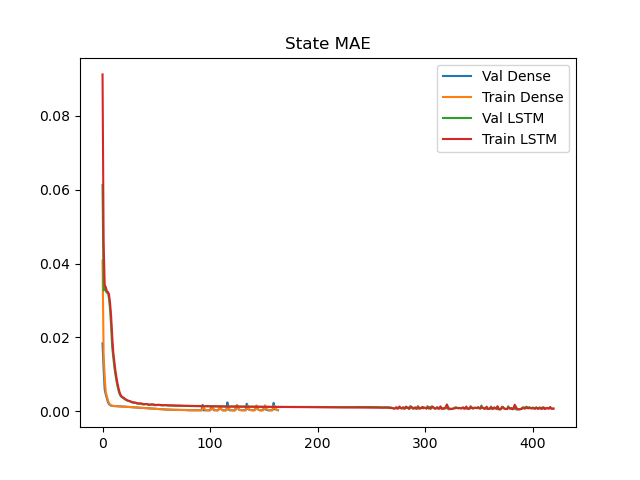 State MAE
Val Dense
Train Dense
Val LSTM
Train LSTM
0.08
0.06
0.04
0.02
0.00
0 100 200 300 400